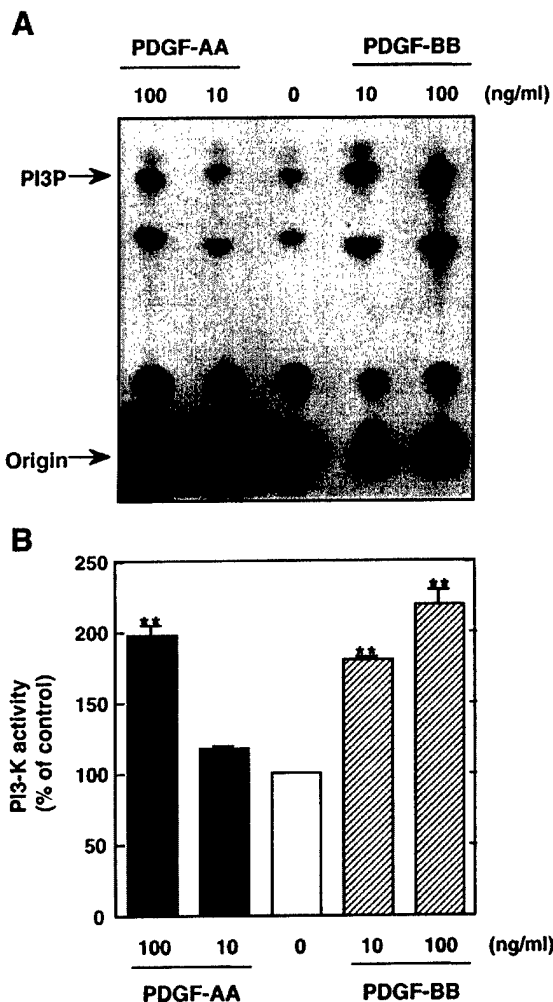 A
PDGF-AA PDGF-BB
100 10 0 10 100 (ng/ml)
PI3P
Origin
B
250
200
150
100
50
0
PI3-K activity
(% of control)
** ** **
100 10 0 10 100 (ng/ml)
PDGF-AA PDGF-BB